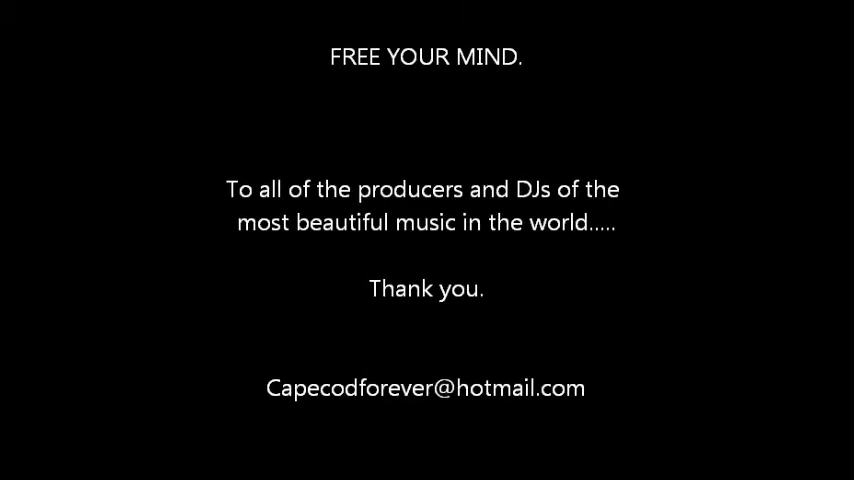 FREE YOUR MIND.
To all of the producers and DJs of the
most beautiful music in the world.....
Thank you.
Capecodforever@hotmail.com